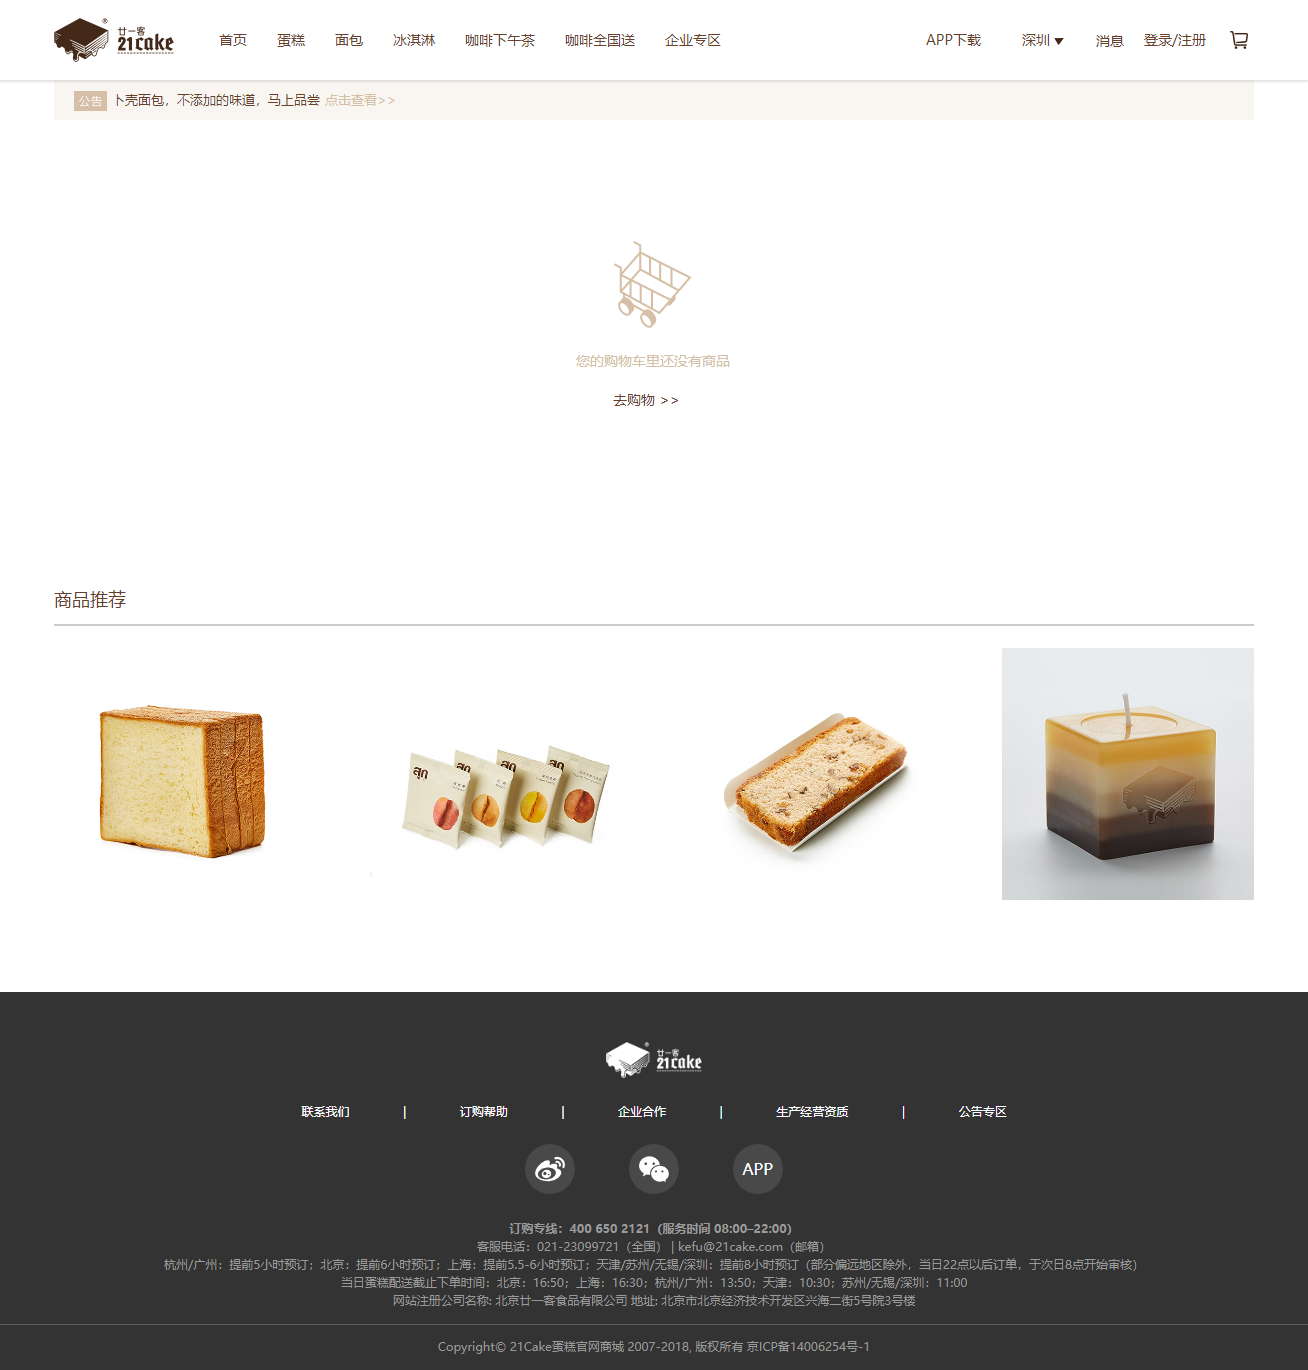 廿一客
21cake
®
首页 蛋糕 面包 冰淇淋 咖啡下午茶 咖啡全国送 企业专区 APP下载 深圳 消息 登录/注册
公告 卜壳面包，不添加的味道，马上品尝 点击查看>>
您的购物车里还没有商品
去购物 >>
商品推荐
廿一客
21cake
®
联系我们 | 订购帮助 | 企业合作 | 生产经营资质 | 公告专区
APP
订购专线：400 650 2121（服务时间 08:00–22:00）
客服电话：021-23099721（全国） | kefu@21cake.com（邮箱）
杭州/广州：提前5小时预订；北京：提前6小时预订；上海：提前5.5-6小时预订；天津/苏州/无锡/深圳：提前8小时预订（部分偏远地区除外，当日22点以后订单，于次日8点开始审核）
当日蛋糕配送截止下单时间：北京：16:50；上海：16:30；杭州/广州：13:50；天津：10:30；苏州/无锡/深圳：11:00
网站注册公司名称: 北京廿一客食品有限公司 地址: 北京市北京经济技术开发区兴海二街5号院3号楼
Copyright© 21Cake蛋糕官网商城 2007-2018, 版权所有 京ICP备14006254号-1